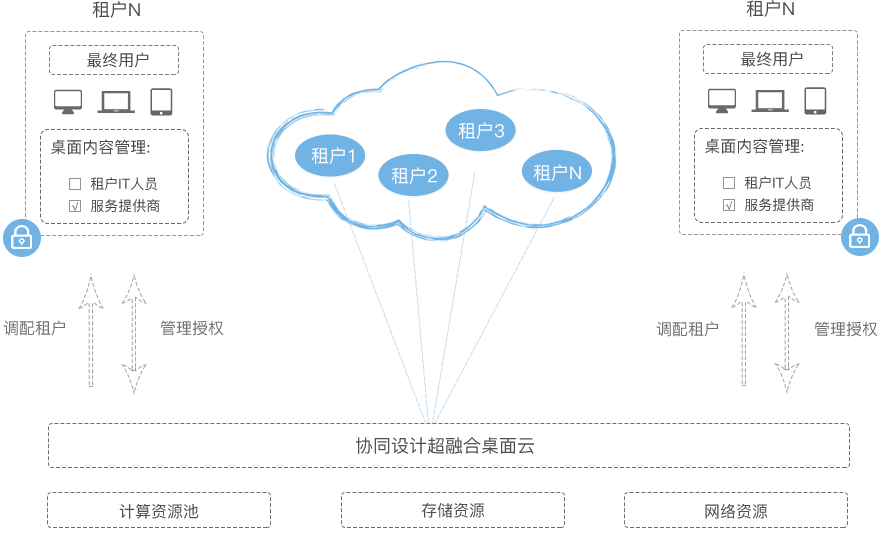 租户N
租户N
最终用户
最终用户
桌面内容管理:
桌面内容管理:
租户IT人员
租户IT人员
服务提供商
服务提供商
租户1
租户2
租户3
租户N
调配租户
管理授权
调配租户
管理授权
协同设计超融合桌面云
计算资源池
存储资源
网络资源